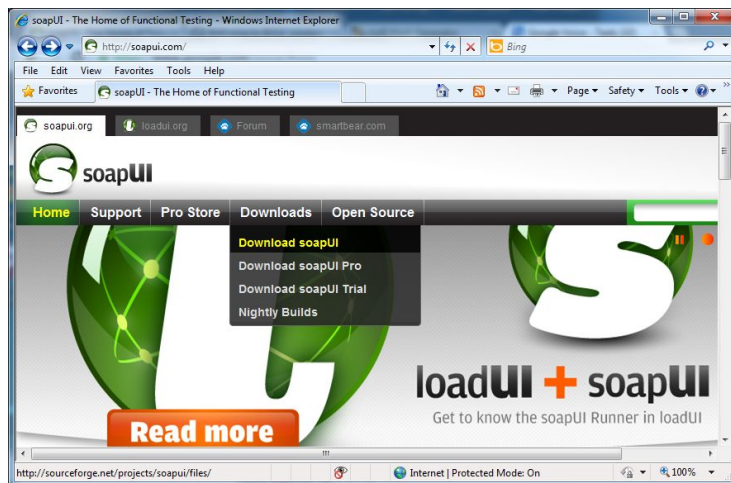 soapUI - The Home of Functional Testing - Windows Internet Explorer
http://soapui.com/
Bing
File Edit View Favorites Tools Help
Favorites soapUI - The Home of Functional Testing Page Safety Tools
soapui.org loadui.org Forum smartbear.com
soapUI
Home Support Pro Store Downloads Open Source
Download soapUI
Download soapUI Pro
Download soapUI Trial
Nightly Builds
loadUI + soapUI
Get to know the soapUI Runner in loadUI
Read more
http://sourceforge.net/projects/soapui/files/ Internet | Protected Mode: On 100%